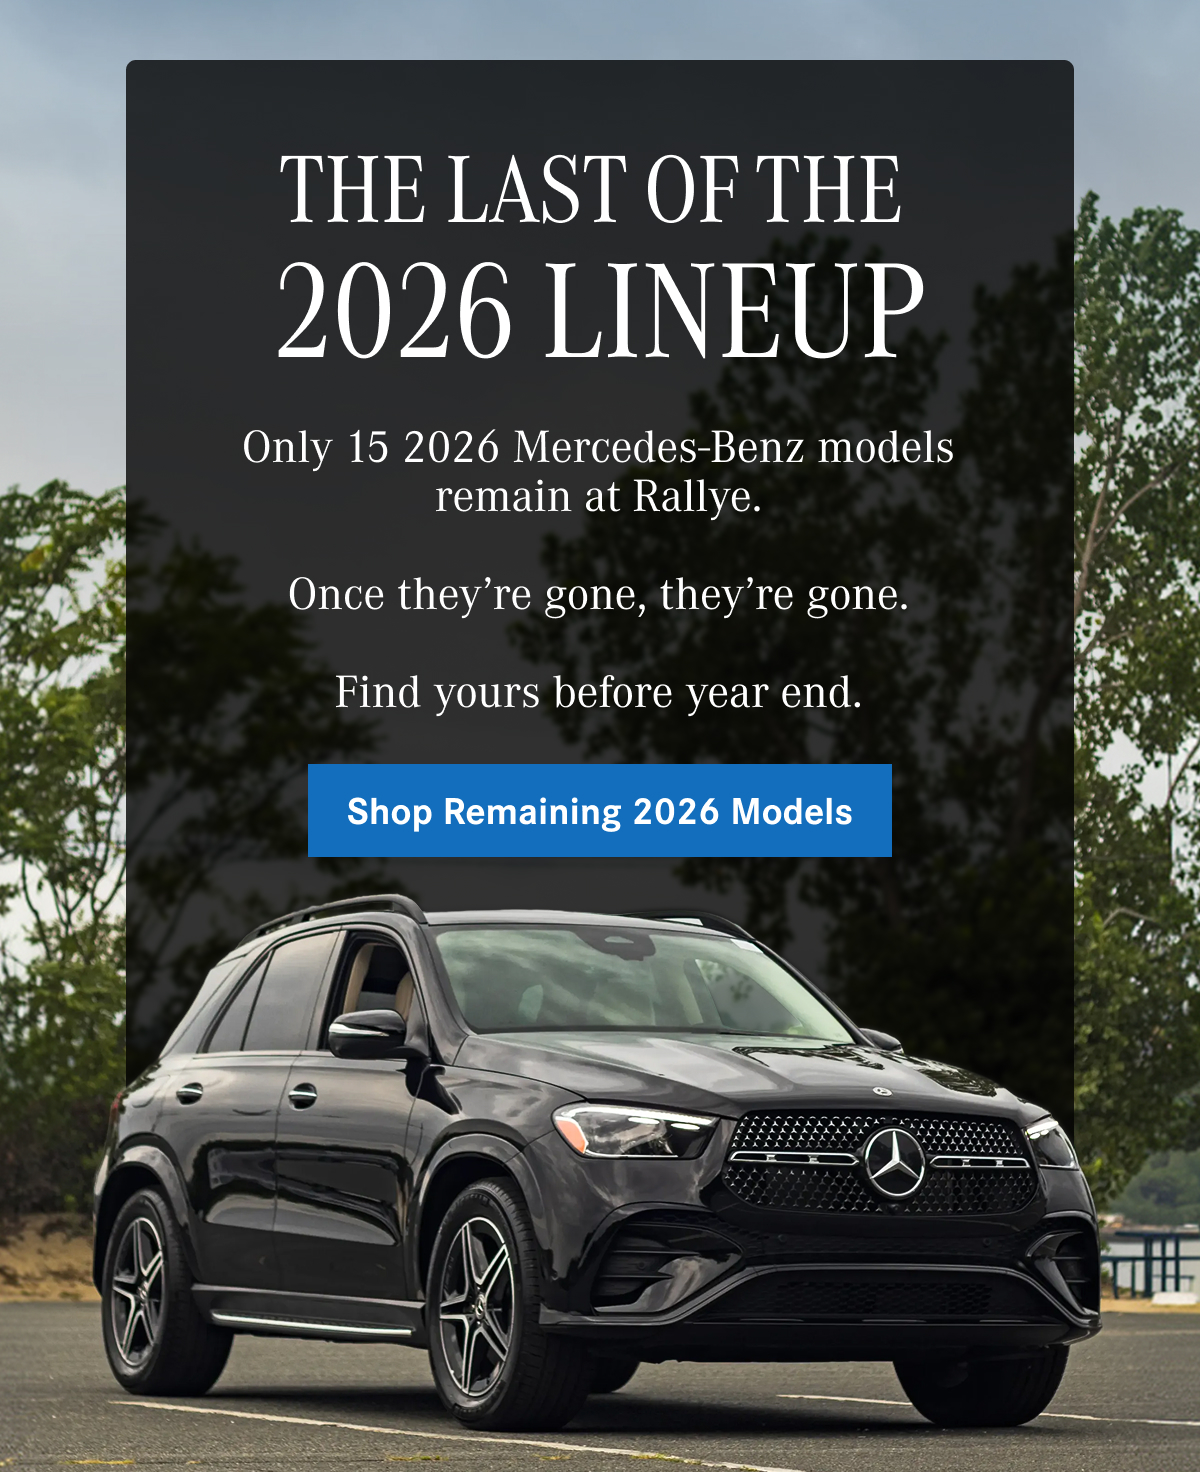 THE LAST OF THE
2026 LINEUP
Only 15 2026 Mercedes-Benz models
remain at Rallye.
Once they’re gone, they’re gone.
Find yours before year end.
Shop Remaining 2026 Models